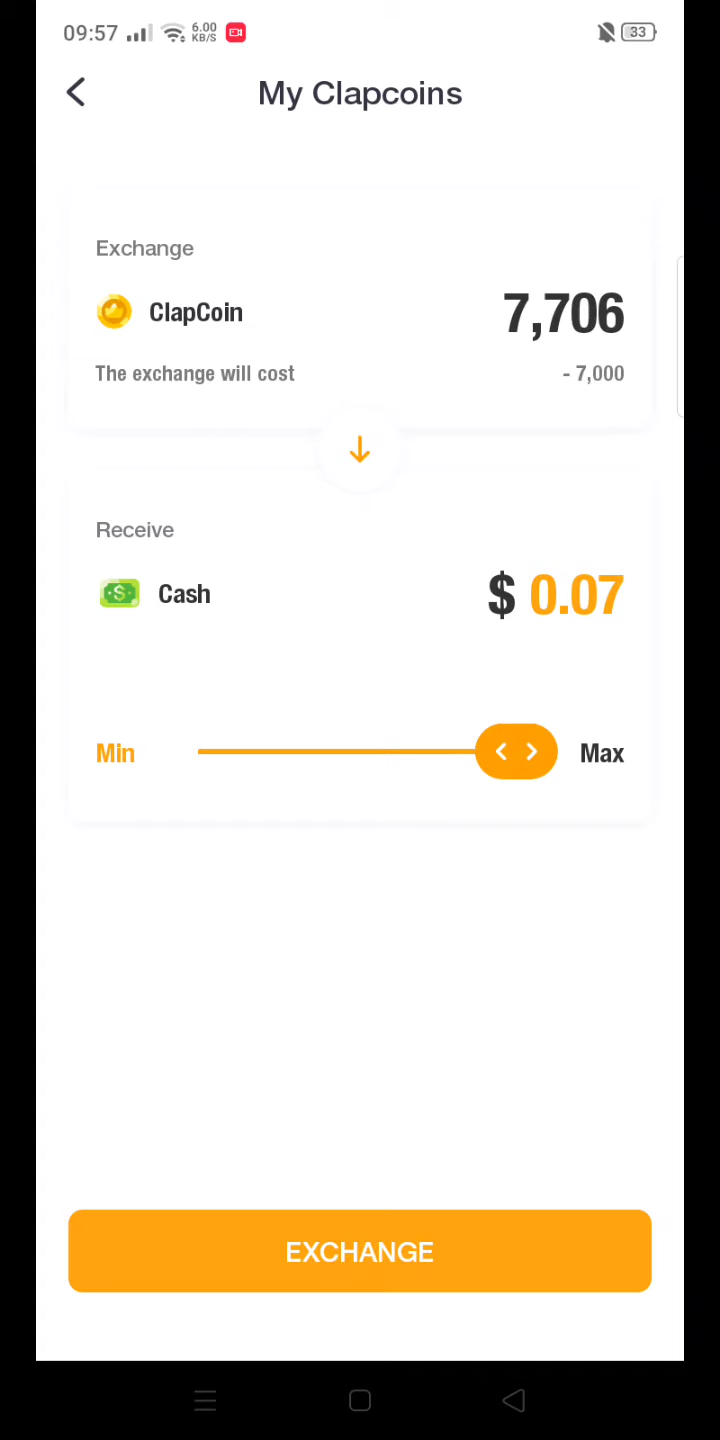 09:57 6.00 KB/S 33
My Clapcoins
Exchange
ClapCoin 7,706
The exchange will cost - 7,000
Receive
Cash $ 0.07
Min Max
EXCHANGE